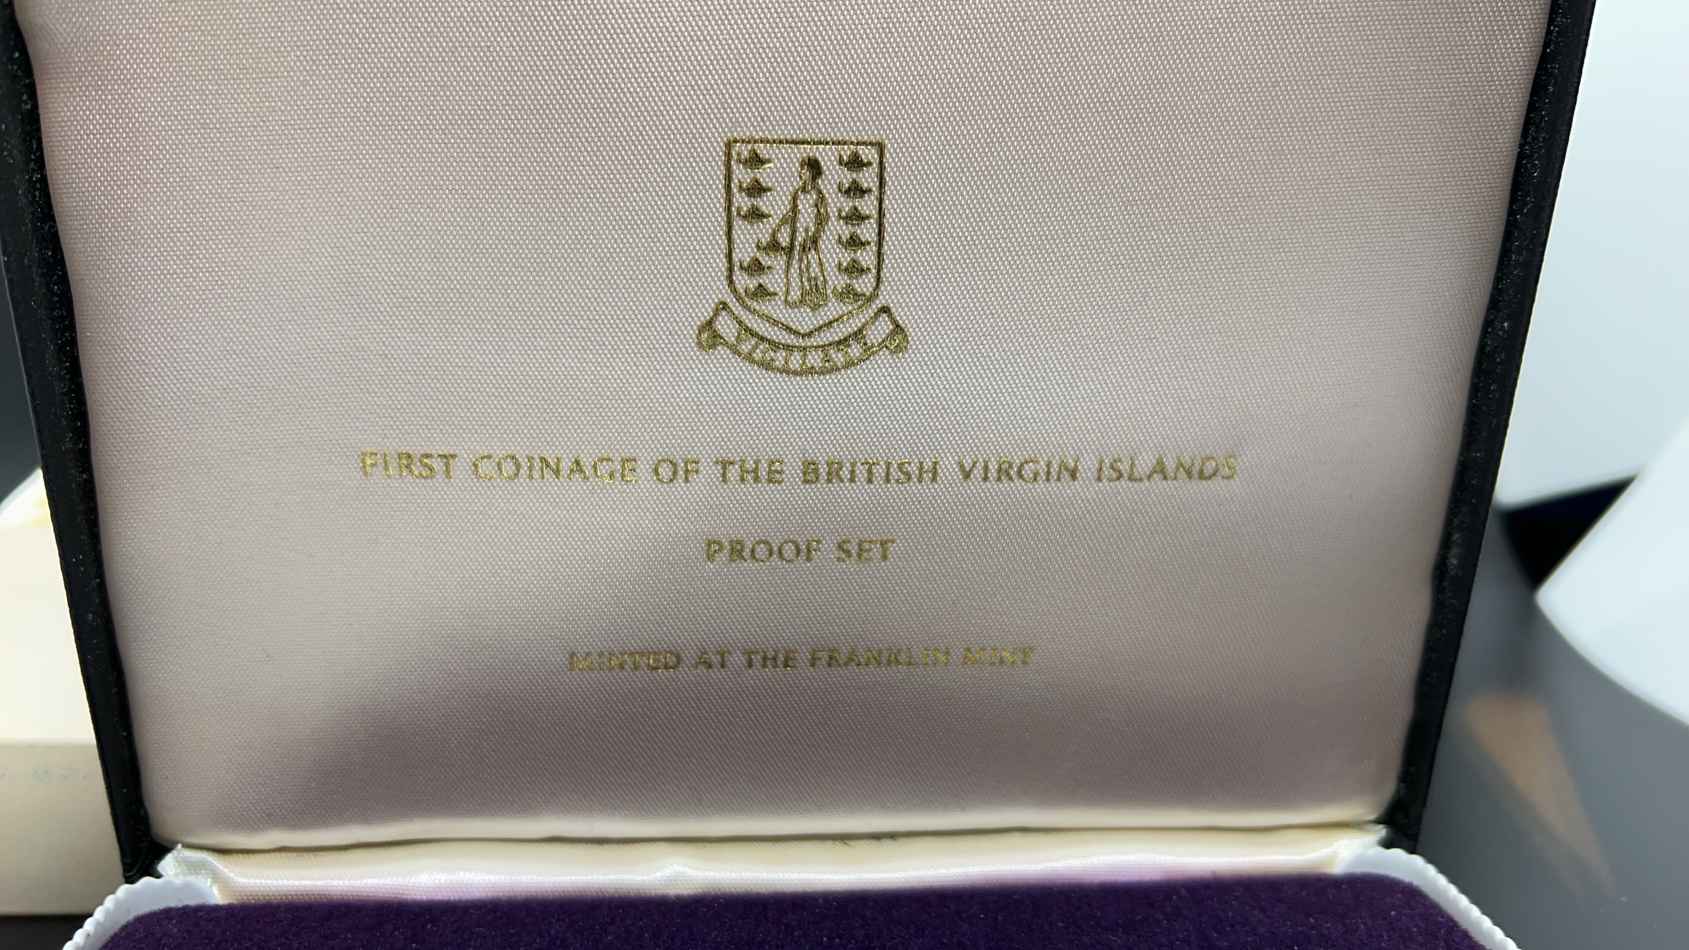 VIGILATE
FIRST COINAGE OF THE BRITISH VIRGIN ISLANDS
PROOF SET
MINTED AT THE FRANKLIN MINT